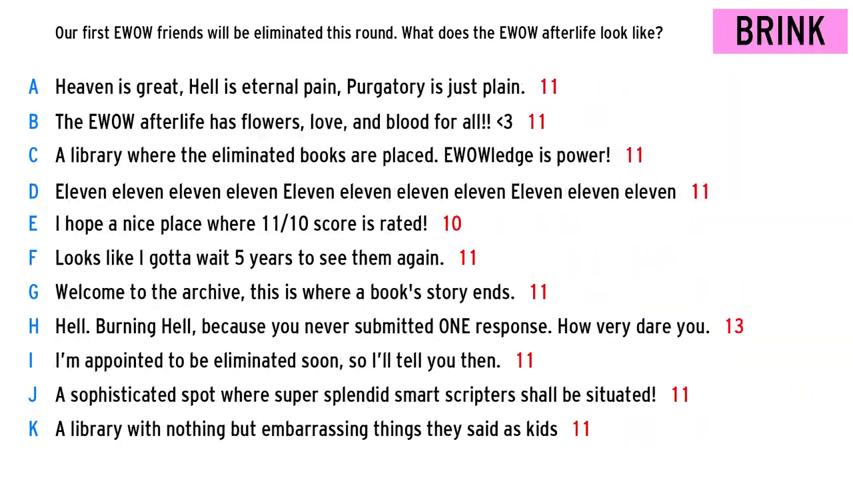 Our first EWOW friends will be eliminated this round. What does the EWOW afterlife look like?
BRINK
A Heaven is great, Hell is eternal pain, Purgatory is just plain. 11
B The EWOW afterlife has flowers, love, and blood for all!! <3 11
C A library where the eliminated books are placed. EWOWledge is power! 11
D Eleven eleven eleven eleven Eleven eleven eleven eleven Eleven eleven eleven 11
E I hope a nice place where 11/10 score is rated! 10
F Looks like I gotta wait 5 years to see them again. 11
G Welcome to the archive, this is where a book's story ends. 11
H Hell. Burning Hell, because you never submitted ONE response. How very dare you. 13
I I'm appointed to be eliminated soon, so I'll tell you then. 11
J A sophisticated spot where super splendid smart scripters shall be situated! 11
K A library with nothing but embarrassing things they said as kids 11